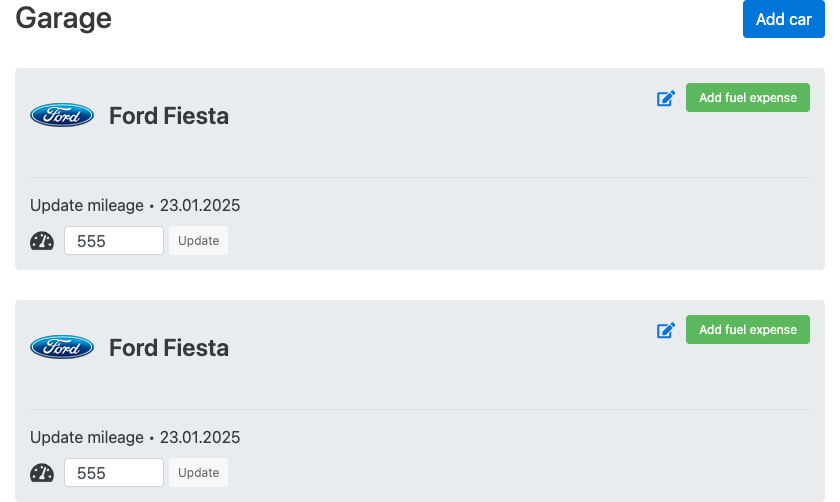 Garage
Add car
Add fuel expense
Ford
Ford Fiesta
Update mileage • 23.01.2025
555
Update
Add fuel expense
Ford
Ford Fiesta
Update mileage • 23.01.2025
555
Update